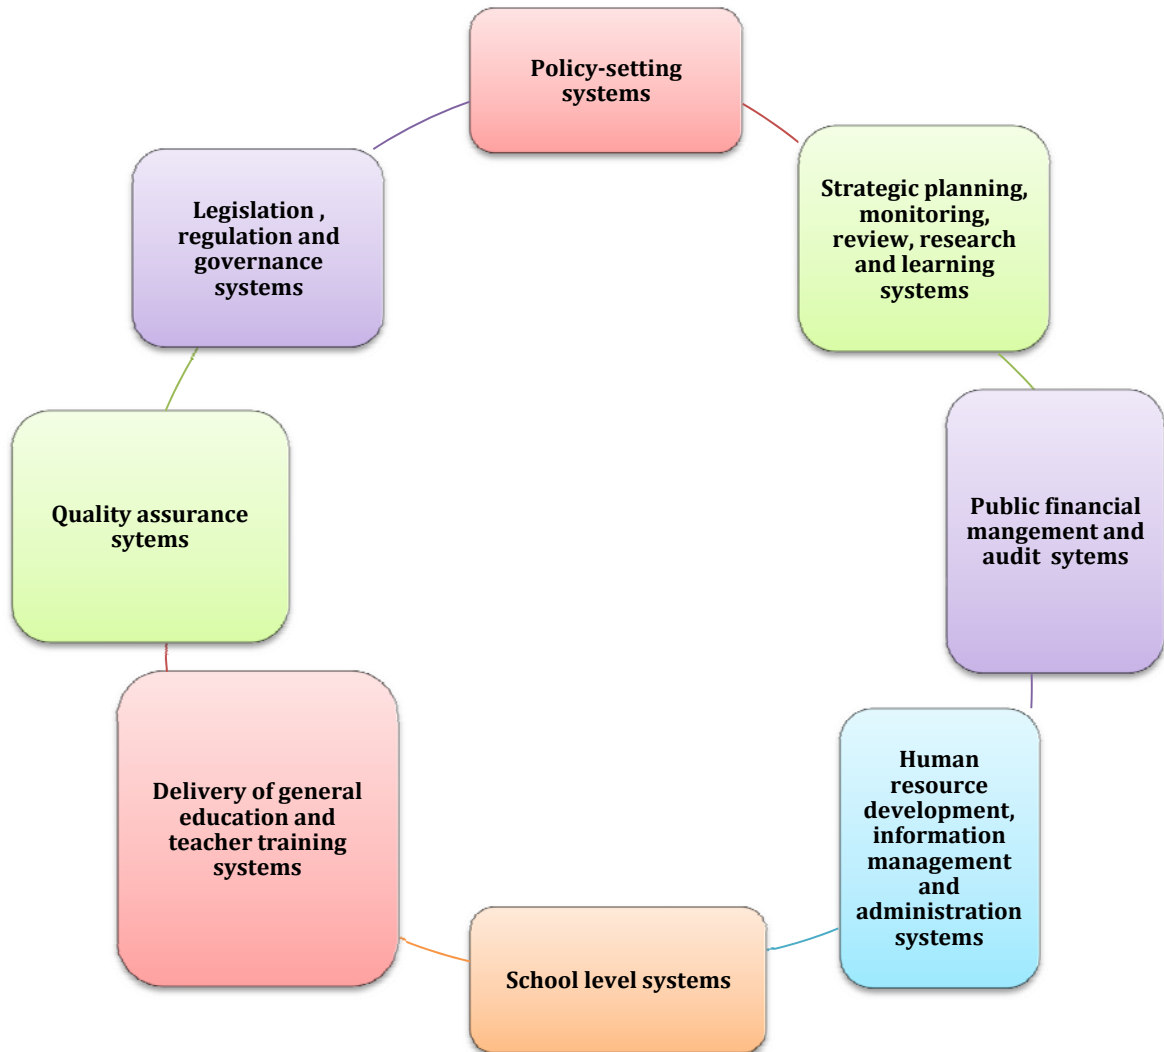 Policy-setting
systems
Strategic planning,
monitoring,
review, research
and learning
systems
Public financial
mangement and
audit  sytems
Human
resource
development,
information
management
and
administration
systems
School level systems
Delivery of general
education and
teacher training
systems
Quality assurance
sytems
Legislation ,
regulation and
governance
systems